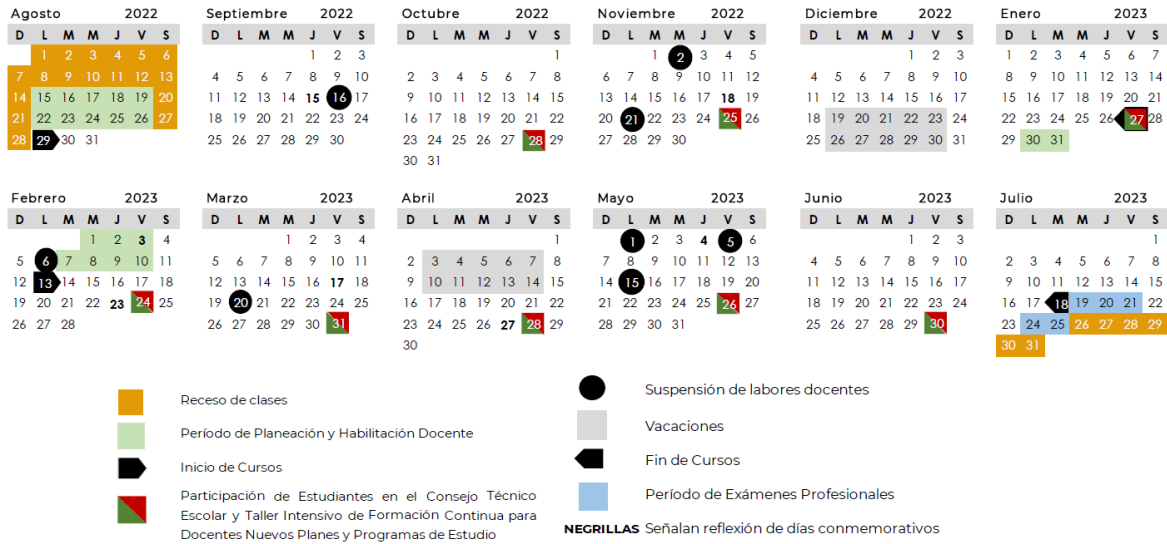 Agosto 2022 Septiembre 2022 Octubre 2022 Noviembre 2022 Diciembre 2022 Enero 2023
D L M M J V S D L M M J V S D L M M J V S D L M M J V S D L M M J V S D L M M J V S
1 2 3 4 5 6 1 2 3 1 1 2 3 4 5 1 2 3 1 2 3 4 5 6 7
7 8 9 10 11 12 13 4 5 6 7 8 9 10 2 3 4 5 6 7 8 6 7 8 9 10 11 12 4 5 6 7 8 9 10 8 9 10 11 12 13 14
14 15 16 17 18 19 20 11 12 13 14 15 16 17 9 10 11 12 13 14 15 13 14 15 16 17 18 19 11 12 13 14 15 16 17 15 16 17 18 19 20 21
21 22 23 24 25 26 27 18 19 20 21 22 23 24 16 17 18 19 20 21 22 20 21 22 23 24 25 26 18 19 20 21 22 23 24 22 23 24 25 26 27 28
28 29 30 31 25 26 27 28 29 30 23 24 25 26 27 28 29 27 28 29 30 25 26 27 28 29 30 31 29 30 31
30 31
Febrero 2023 Marzo 2023 Abril 2023 Mayo 2023 Junio 2023 Julio 2023
D L M M J V S D L M M J V S D L M M J V S D L M M J V S D L M M J V S D L M M J V S
1 2 3 4 1 2 3 4 1 1 2 3 4 5 6 1 2 3 1
5 6 7 8 9 10 11 5 6 7 8 9 10 11 2 3 4 5 6 7 8 7 8 9 10 11 12 13 4 5 6 7 8 9 10 2 3 4 5 6 7 8
12 13 14 15 16 17 18 12 13 14 15 16 17 18 9 10 11 12 13 14 15 14 15 16 17 18 19 20 11 12 13 14 15 16 17 9 10 11 12 13 14 15
19 20 21 22 23 24 25 19 20 21 22 23 24 25 16 17 18 19 20 21 22 21 22 23 24 25 26 27 18 19 20 21 22 23 24 16 17 18 19 20 21 22
26 27 28 26 27 28 29 30 31 23 24 25 26 27 28 29 28 29 30 31 25 26 27 28 29 30 23 24 25 26 27 28 29
30 30 31
Receso de clases
Período de Planeación y Habilitación Docente
Inicio de Cursos
Participación de Estudiantes en el Consejo Técnico
Escolar y Taller Intensivo de Formación Continua para
Docentes Nuevos Planes y Programas de Estudio
Suspensión de labores docentes
Vacaciones
Fin de Cursos
Período de Exámenes Profesionales
NEGRILLAS Señalan reflexión de días conmemorativos